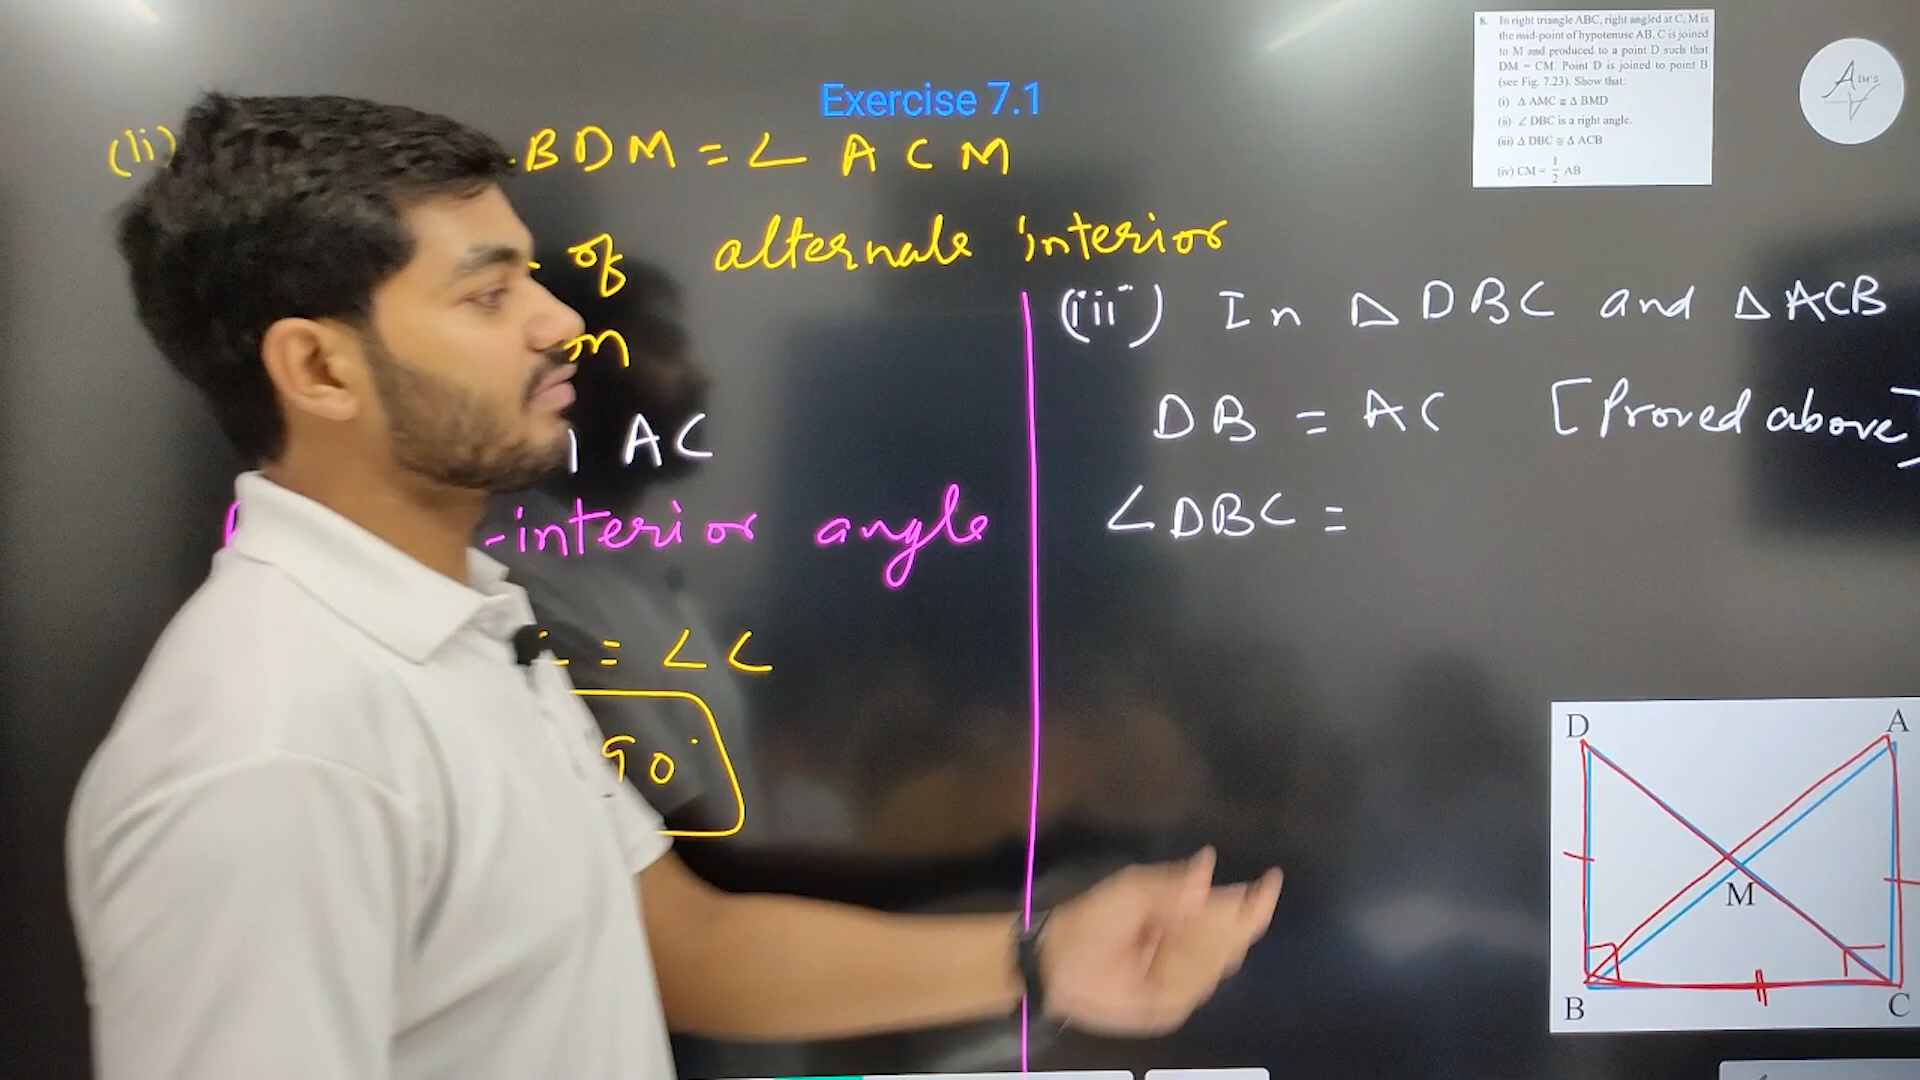 Exercise 7.1
(ii)
BDM = ∠ A C M
of alternate interior
AC
-interior angle
= ∠ C
90°
(iii) In Δ DBC and Δ ACB
DB = AC [Proved above]
∠DBC =
8. In right triangle ABC, right angled at C, M is
the mid-point of hypotenuse AB. C is joined
to M and produced to a point D such that
DM = CM. Point D is joined to point B
(see Fig. 7.23). Show that:
(i) Δ AMC ≅ Δ BMD
(ii) ∠ DBC is a right angle.
(iii) Δ DBC ≅ Δ ACB
(iv) CM = 1/2 AB
AIM'S
D A
M
B C